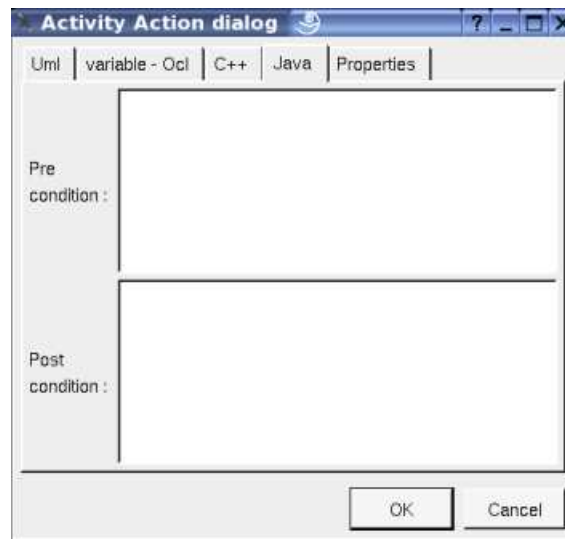 Activity Action dialog
Uml variable - Ocl C++ Java Properties
Pre
condition :
Post
condition :
OK Cancel